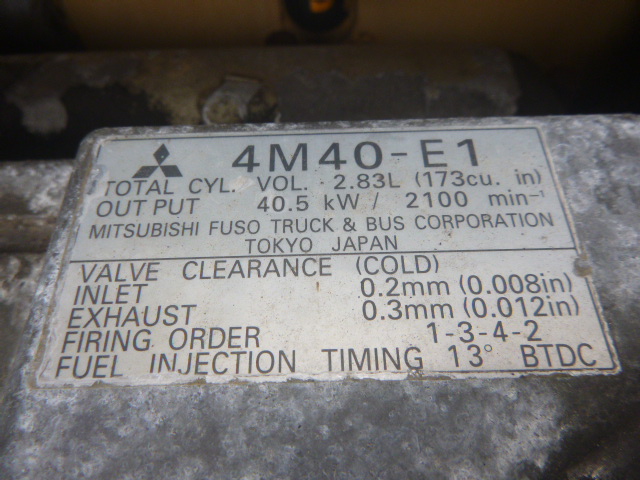 4M40-E1
TOTAL CYL. VOL. 2.83L (173cu. in)
OUTPUT 40.5 kW / 2100 min⁻¹
MITSUBISHI FUSO TRUCK & BUS CORPORATION
TOKYO JAPAN
VALVE CLEARANCE (COLD)
INLET 0.2mm (0.008in)
EXHAUST 0.3mm (0.012in)
FIRING ORDER 1-3-4-2
FUEL INJECTION TIMING 13° BTDC